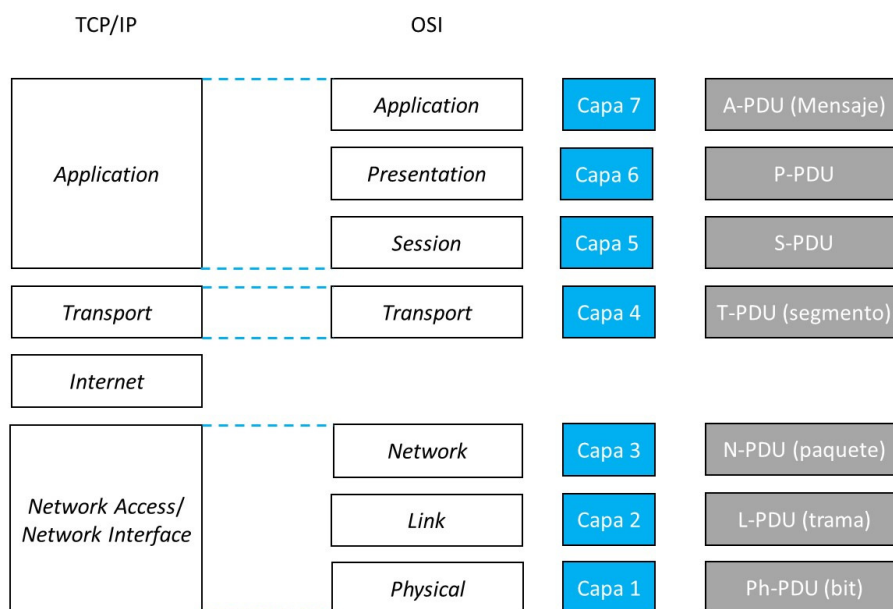 TCP/IP
OSI
Application
Application
Capa 7
A-PDU (Mensaje)
Presentation
Capa 6
P-PDU
Session
Capa 5
S-PDU
Transport
Transport
Capa 4
T-PDU (segmento)
Internet
Network Access/
Network Interface
Network
Capa 3
N-PDU (paquete)
Link
Capa 2
L-PDU (trama)
Physical
Capa 1
Ph-PDU (bit)